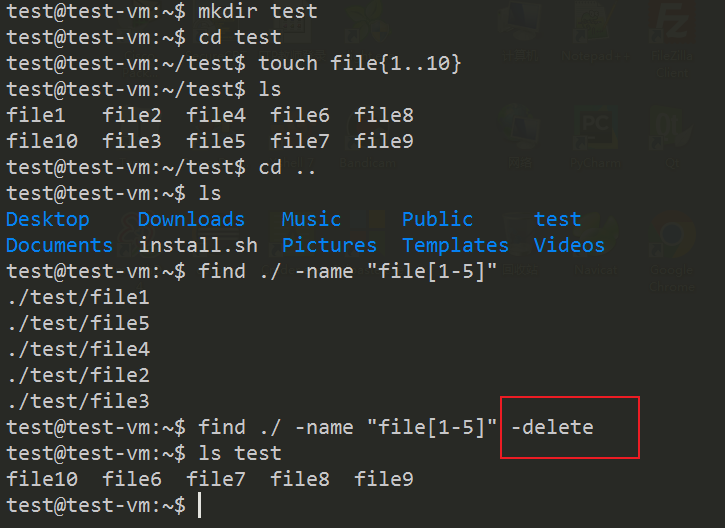 test@test-vm:~$ mkdir test
test@test-vm:~$ cd test
test@test-vm:~/test$ touch file{1..10}
test@test-vm:~/test$ ls
file1   file2  file4  file6  file8
file10  file3  file5  file7  file9
test@test-vm:~/test$ cd ..
test@test-vm:~$ ls
Desktop    Downloads   Music     Public     test
Documents  install.sh  Pictures  Templates  Videos
test@test-vm:~$ find ./ -name "file[1-5]"
./test/file1
./test/file5
./test/file4
./test/file2
./test/file3
test@test-vm:~$ find ./ -name "file[1-5]" -delete
test@test-vm:~$ ls test
file10  file6  file7  file8  file9
test@test-vm:~$